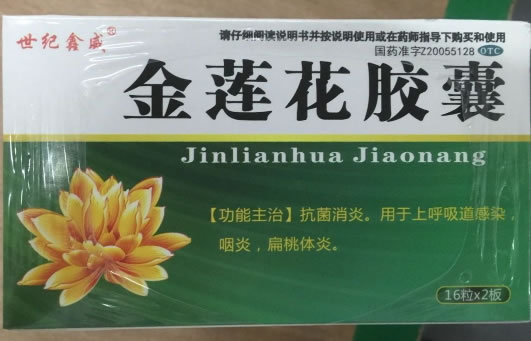 世纪鑫威
请仔细阅读说明书并按说明使用或在药师指导下购买和使用
国药准字Z20055128 OTC
金莲花胶囊
Jinlianhua Jiaonang
【功能主治】抗菌消炎。用于上呼吸道感染，
咽炎，扁桃体炎。
16粒x2板